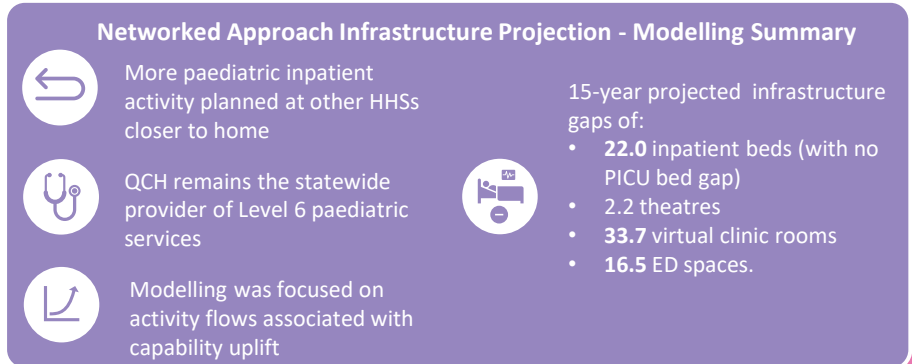 Networked Approach Infrastructure Projection - Modelling Summary
More paediatric inpatient
activity planned at other HHSs
closer to home
QCH remains the statewide
provider of Level 6 paediatric
services
Modelling was focused on
activity flows associated with
capability uplift
15-year projected infrastructure
gaps of:
• 22.0 inpatient beds (with no
PICU bed gap)
• 2.2 theatres
• 33.7 virtual clinic rooms
• 16.5 ED spaces.